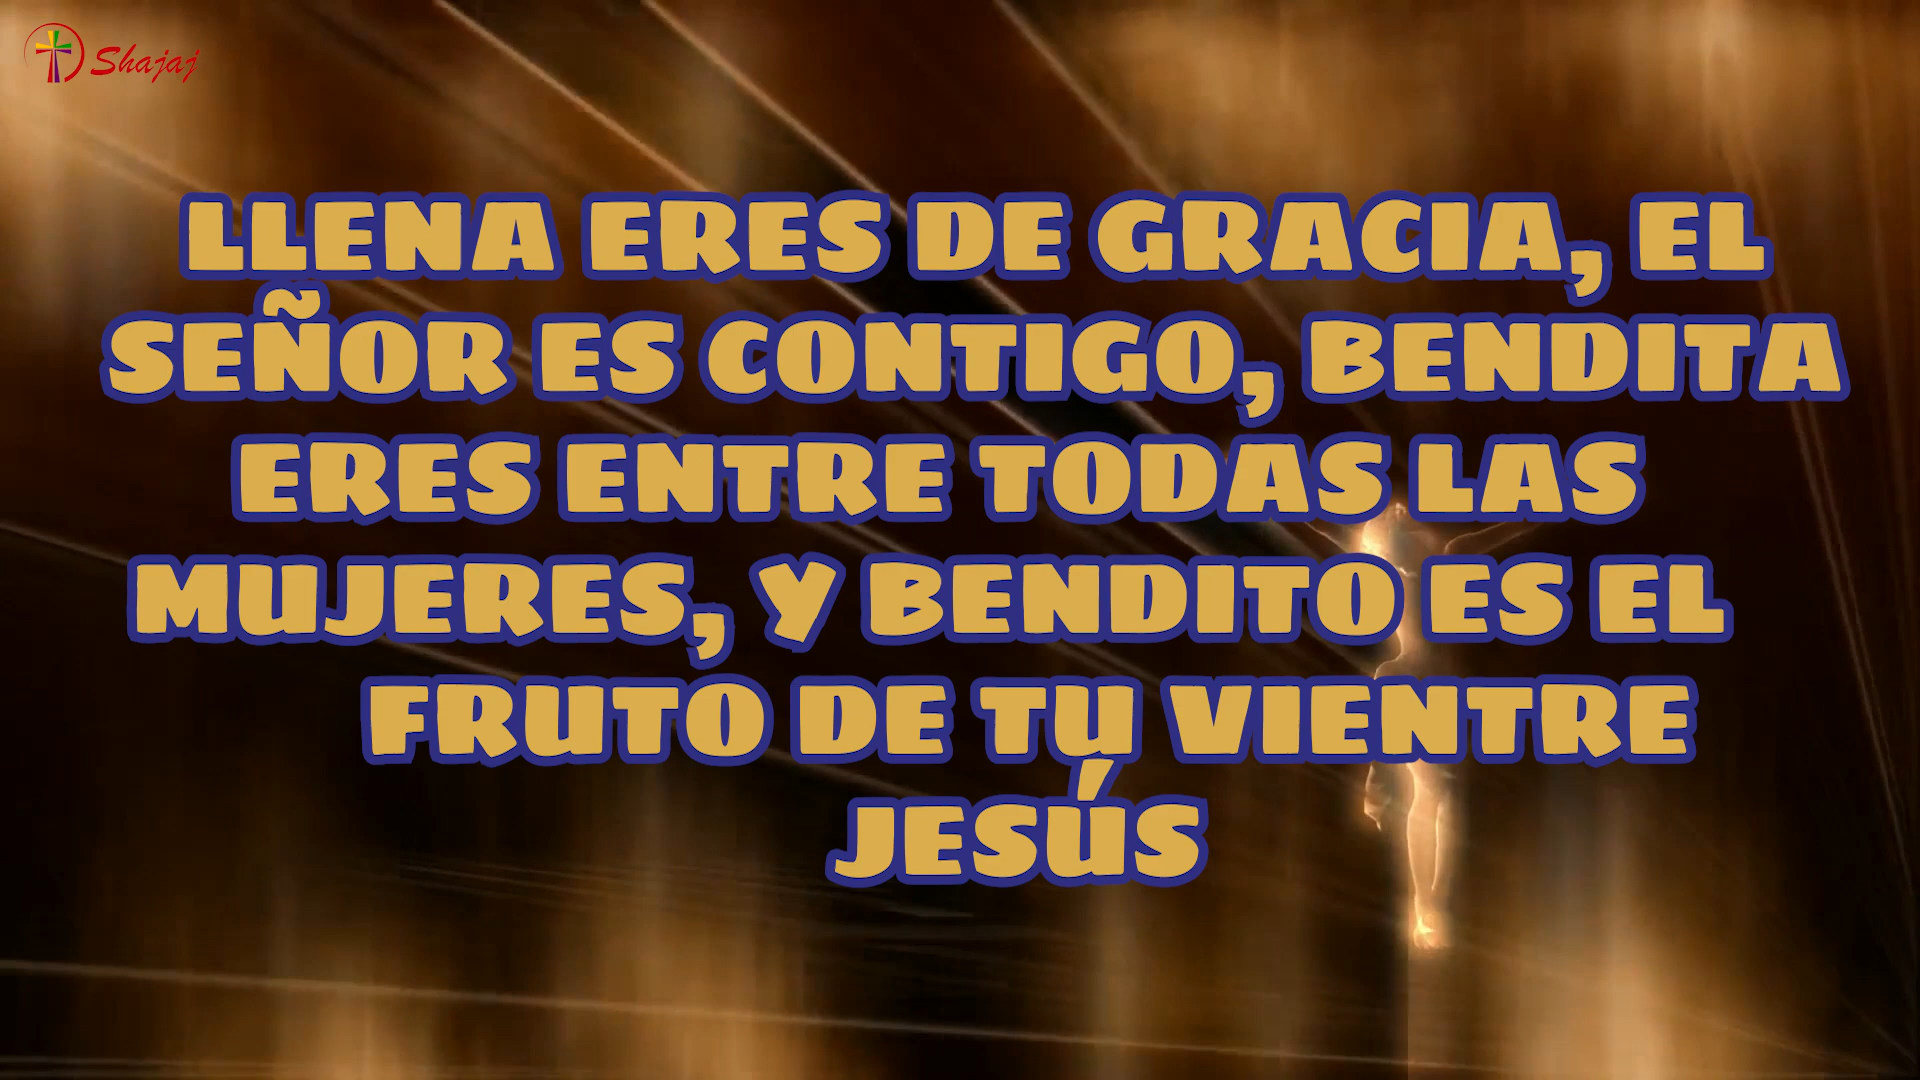 Shajaj
LLENA ERES DE GRACIA, EL
SEÑOR ES CONTIGO, BENDITA
ERES ENTRE TODAS LAS
MUJERES, Y BENDITO ES EL
FRUTO DE TU VIENTRE
JESÚS